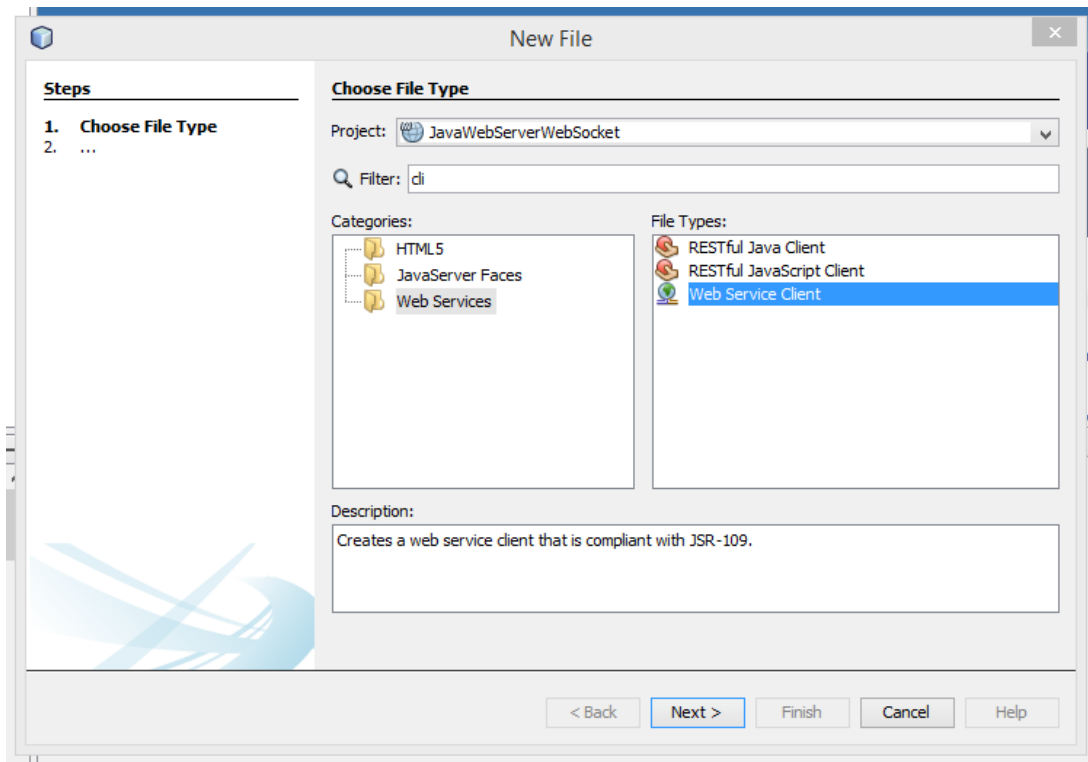 New File
Steps
1. Choose File Type
2. ...
Choose File Type
Project: JavaWebServerWebSocket
Filter: cli
Categories:
HTML5
JavaServer Faces
Web Services
File Types:
RESTful Java Client
RESTful JavaScript Client
Web Service Client
Description:
Creates a web service client that is compliant with JSR-109.
< Back Next > Finish Cancel Help